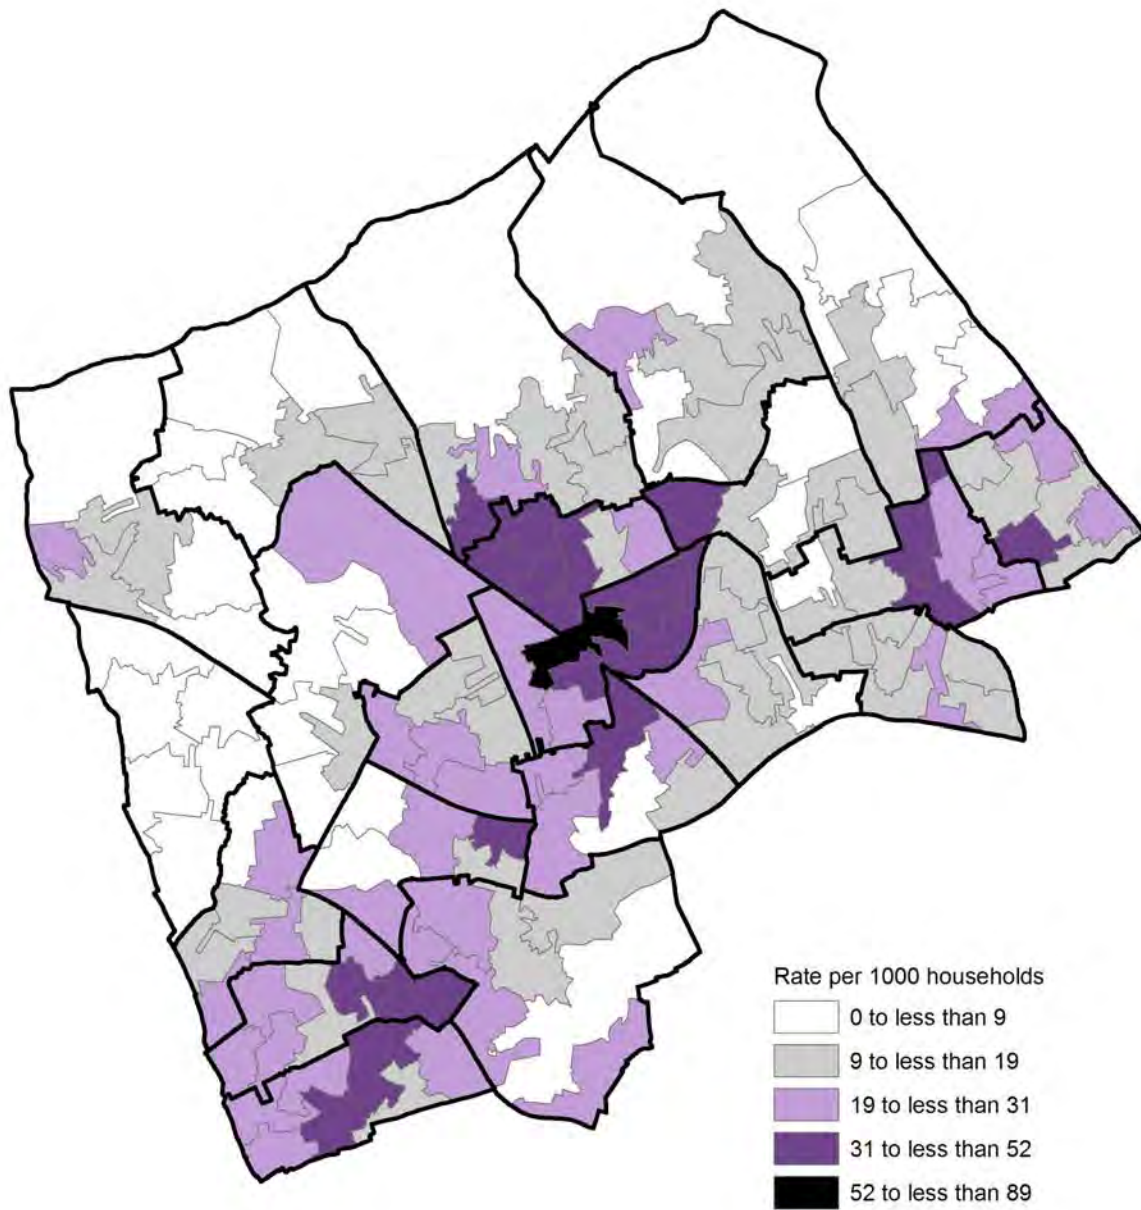 Rate per 1000 households
0 to less than 9
9 to less than 19
19 to less than 31
31 to less than 52
52 to less than 89